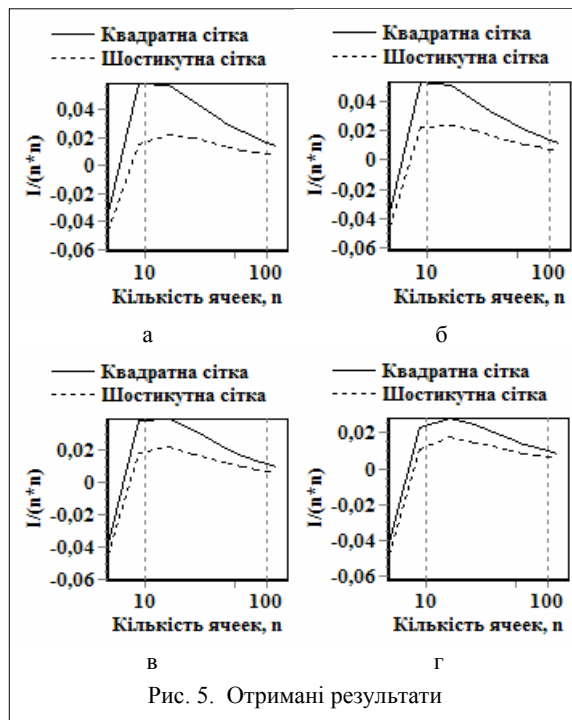 Квадратна сітка
Шостикутна сітка
I/(n*n)
0,04
0,02
0
-0,02
-0,04
-0,06
10 100
Кількість ячеек, n
а
Квадратна сітка
Шостикутна сітка
I/(n*n)
0,04
0,02
0
-0,02
-0,04
-0,06
10 100
Кількість ячеек, n
б
Квадратна сітка
Шостикутна сітка
I/(n*n)
0,02
0
-0,02
-0,04
-0,06
10 100
Кількість ячеек, n
в
Квадратна сітка
Шостикутна сітка
I/(n*n)
0,02
0
-0,02
-0,04
-0,06
10 100
Кількість ячеек, n
г
Рис. 5. Отримані результати